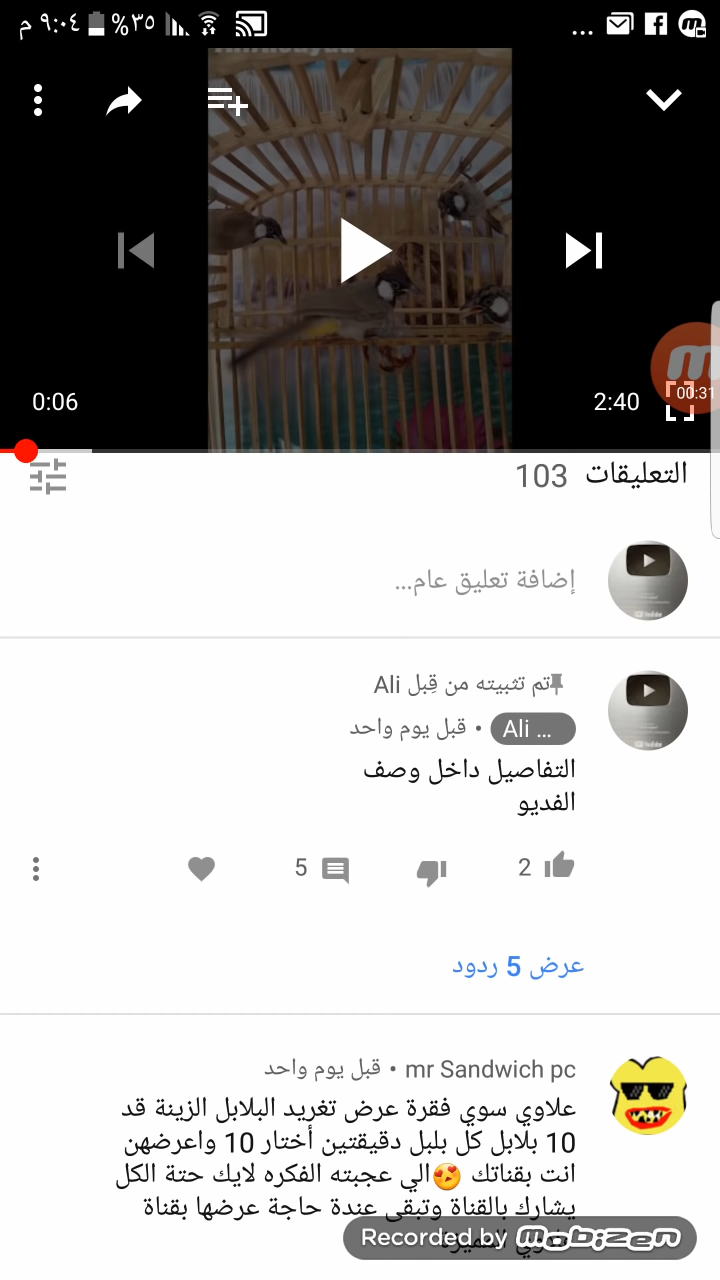 ٩:٠٤ م
%٣٥
0:06
2:40
00:31
التعليقات 103
إضافة تعليق عام...
تم تثبيته من قِبل Ali
Ali ... • قبل يوم واحد
التفاصيل داخل وصف
الفديو
2
5
عرض 5 ردود
mr Sandwich pc • قبل يوم واحد
علاوي سوي فقرة عرض تغريد البلابل الزينة قد
10 بلابل كل بلبل دقيقتين أختار 10 واعرضهن
انت بقناتك 😍الي عجبته الفكره لايك حتة الكل
يشارك بالقناة وتبقى عندة حاجة عرضها بقناة
Recorded by mobizen